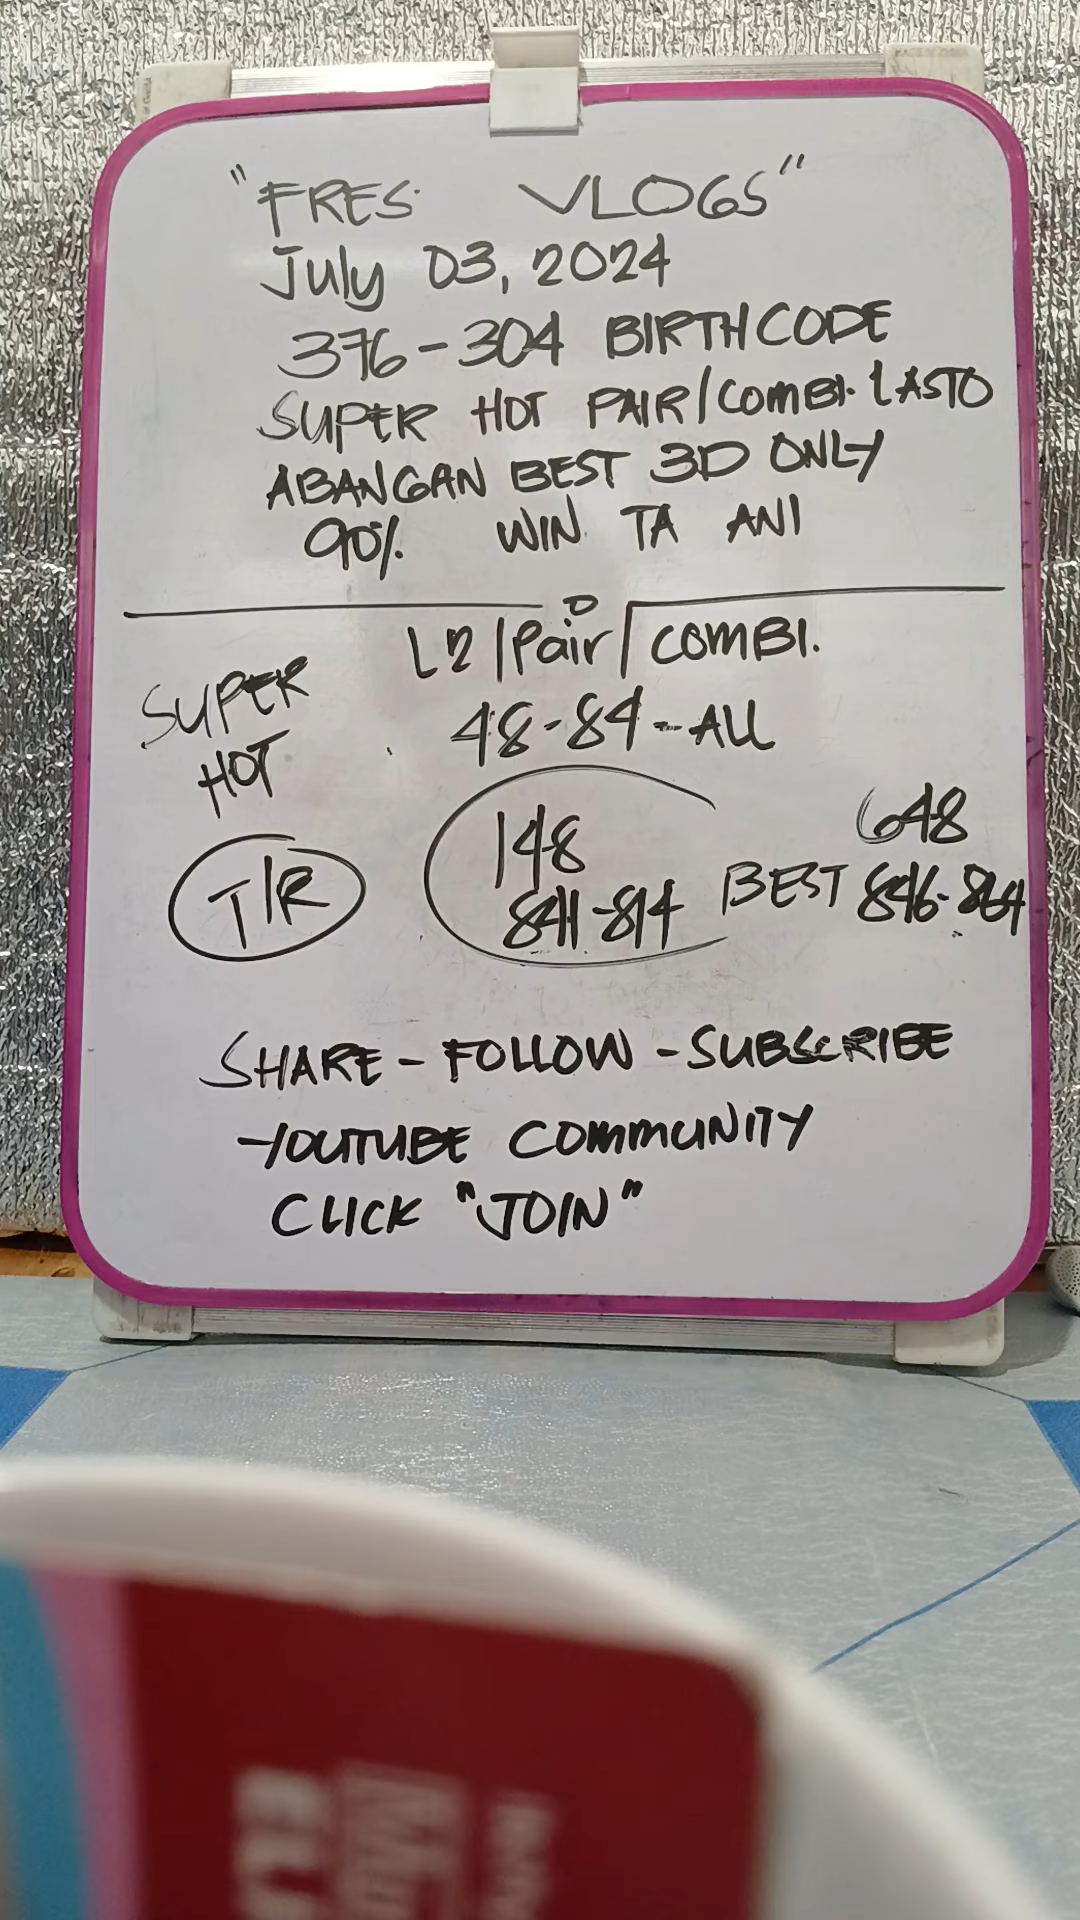 "FRES VLOGS"
July 03, 2024
376-304 BIRTHCODE
SUPER HOT PAIR/COMBI. LASTO
ABANGAN BEST 3D ONLY
90% WIN TA ANI
L2/Pair/COMBI.
SUPER HOT
48-84-ALL
T/R
148
841-814
BEST
648
846-864
SHARE-FOLLOW-SUBSCRIBE
YOUTUBE COMMUNITY
CLICK "JOIN"